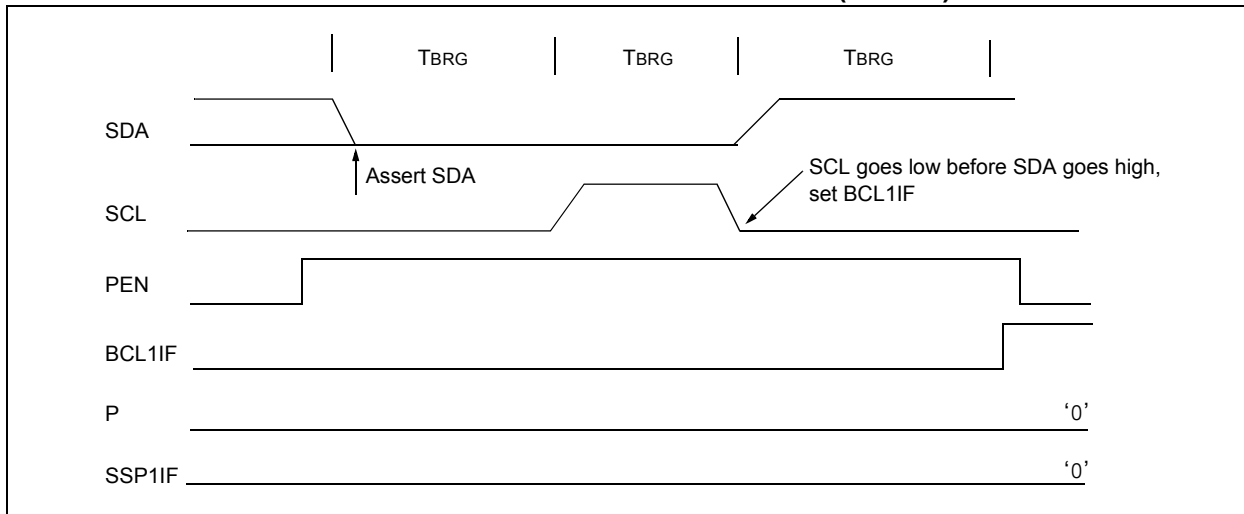 TBRG TBRG TBRG
SDA
Assert SDA
SCL goes low before SDA goes high,
set BCL1IF
SCL
PEN
BCL1IF
P '0'
SSP1IF '0'